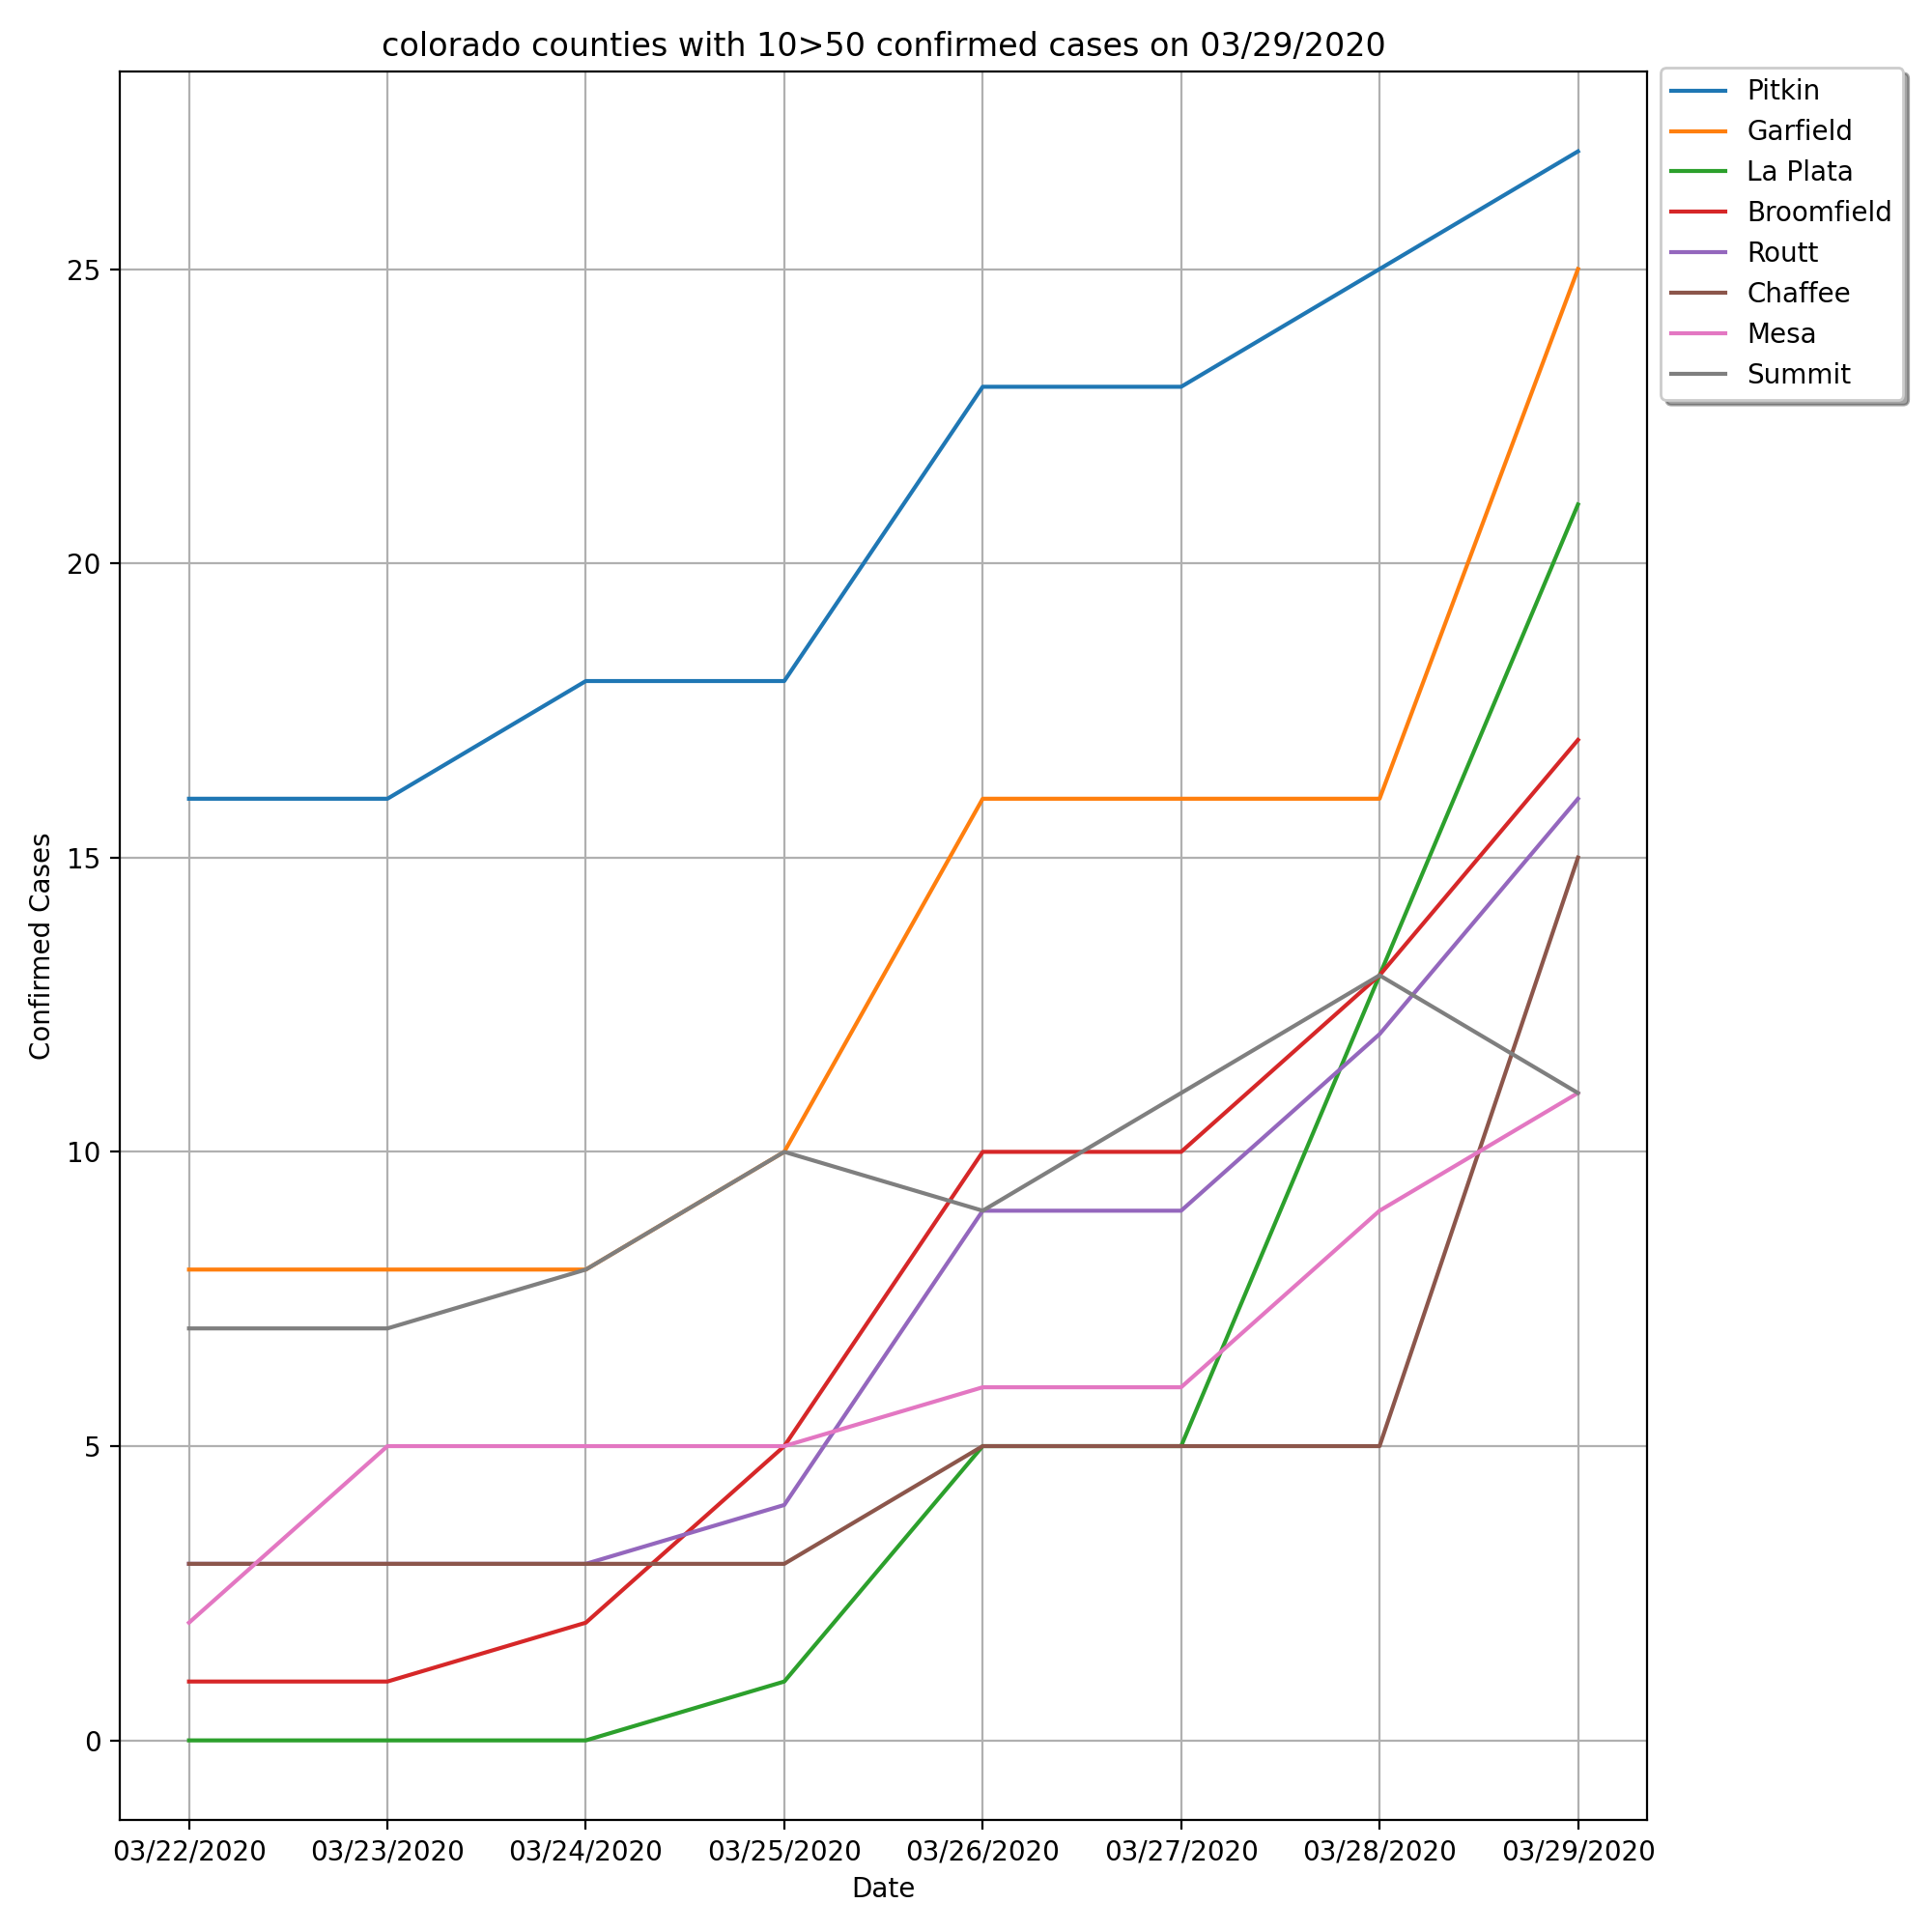 colorado counties with 10>50 confirmed cases on 03/29/2020
Pitkin
Garfield
La Plata
Broomfield
Routt
Chaffee
Mesa
Summit
Confirmed Cases
25
20
15
10
5
0
03/22/2020 03/23/2020 03/24/2020 03/25/2020 03/26/2020 03/27/2020 03/28/2020 03/29/2020
Date